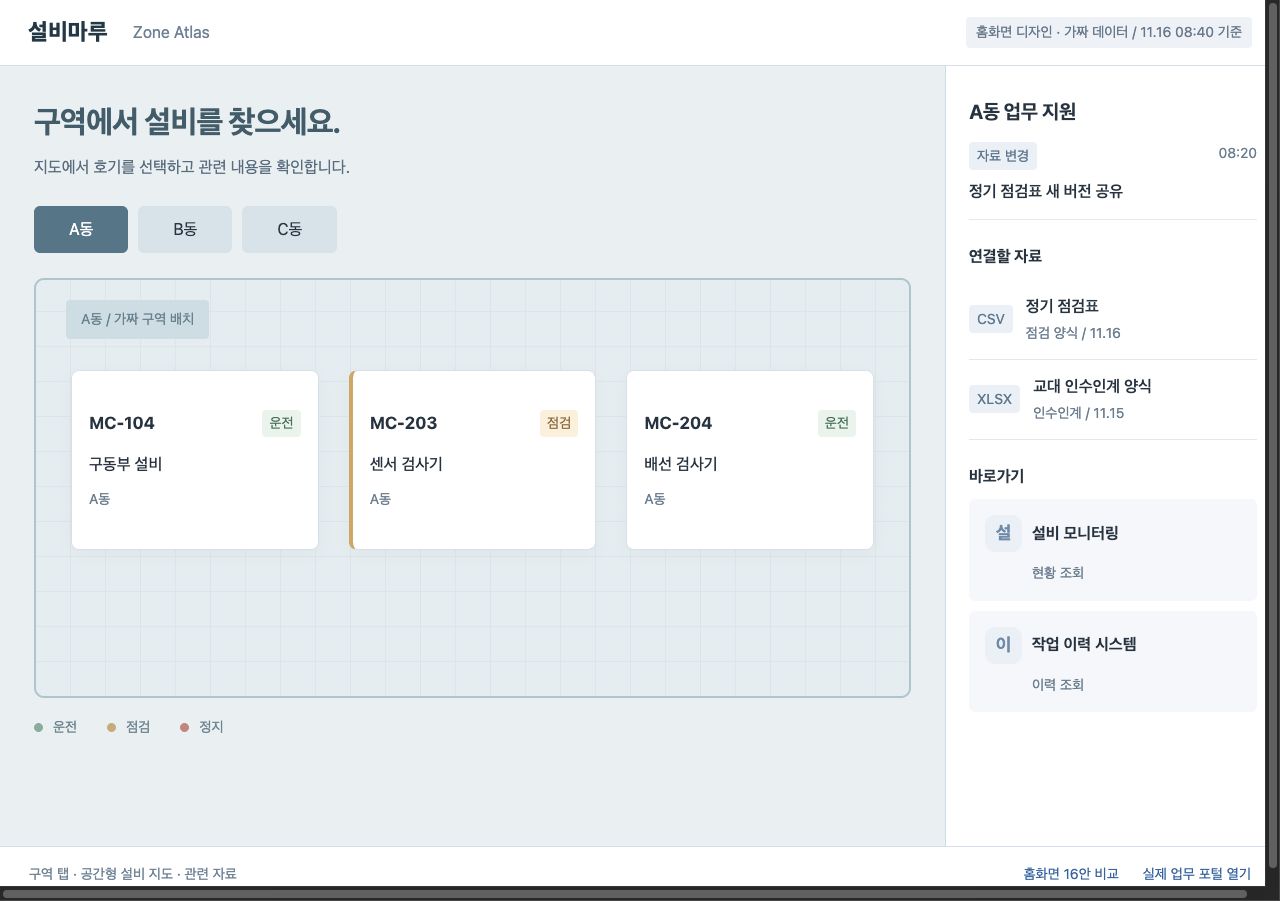 설비마루 Zone Atlas
홈화면 디자인 · 가짜 데이터 / 11.16 08:40 기준
구역에서 설비를 찾으세요.
지도에서 호기를 선택하고 관련 내용을 확인합니다.
A동 B동 C동
A동 / 가짜 구역 배치
MC-104 운전
구동부 설비
A동
MC-203 점검
센서 검사기
A동
MC-204 운전
배선 검사기
A동
운전 점검 정지
A동 업무 지원
자료 변경 08:20
정기 점검표 새 버전 공유
연결할 자료
CSV 정기 점검표
점검 양식 / 11.16
XLSX 교대 인수인계 양식
인수인계 / 11.15
바로가기
설 설비 모니터링
현황 조회
이 작업 이력 시스템
이력 조회
구역 탭 · 공간형 설비 지도 · 관련 자료
홈화면 16안 비교 실제 업무 포털 열기